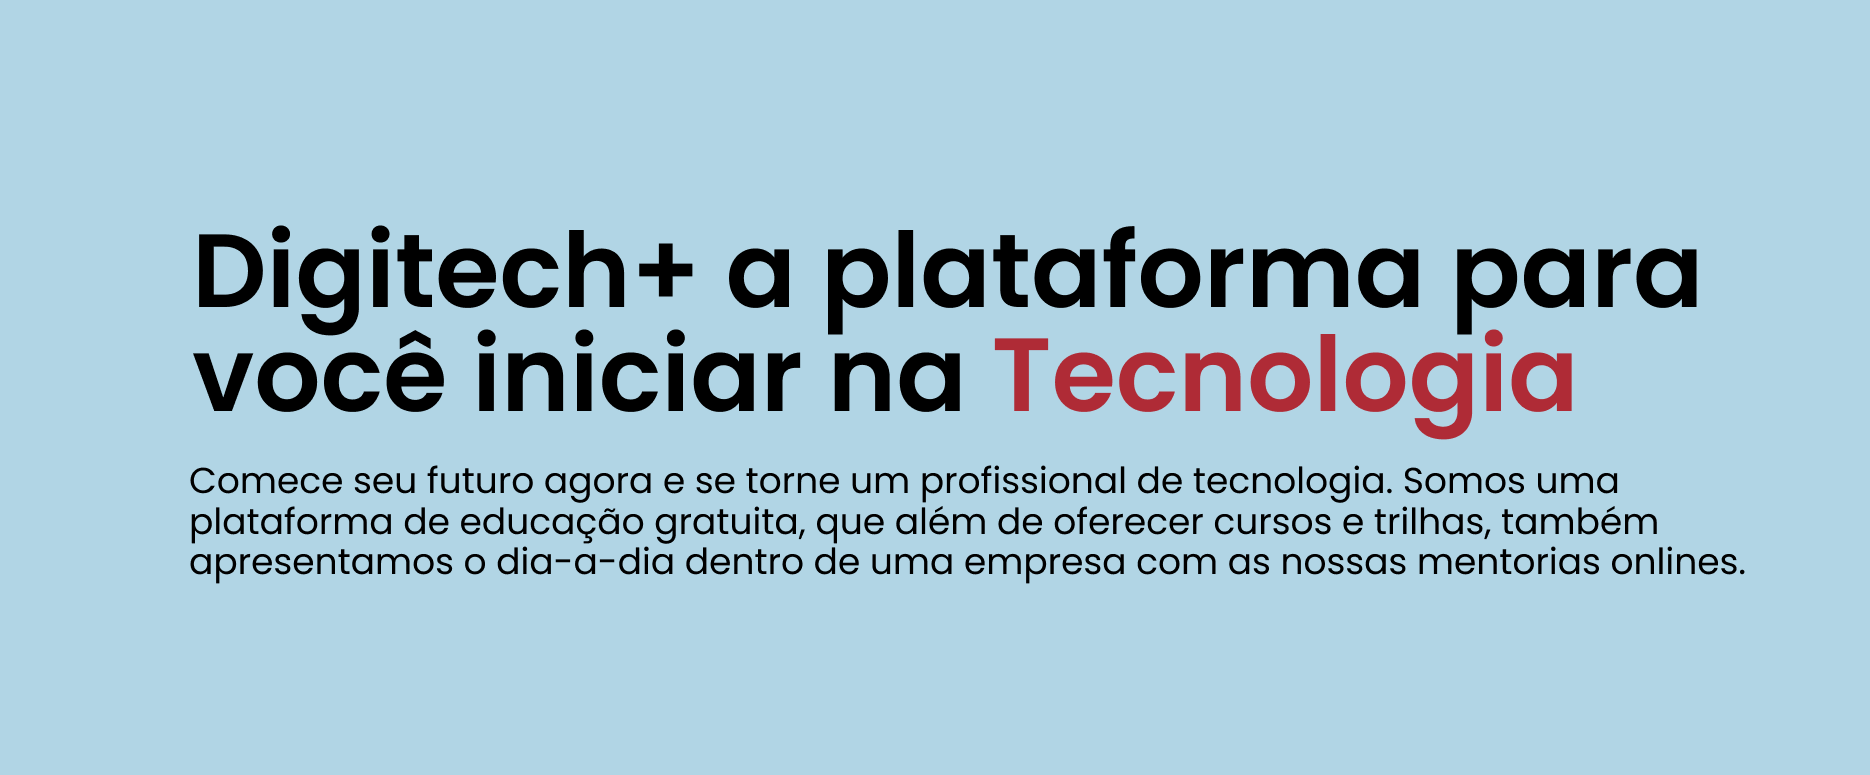 Digitech+ a plataforma para
você iniciar na Tecnologia
Comece seu futuro agora e se torne um profissional de tecnologia. Somos uma
plataforma de educação gratuita, que além de oferecer cursos e trilhas, também
apresentamos o dia-a-dia dentro de uma empresa com as nossas mentorias onlines.